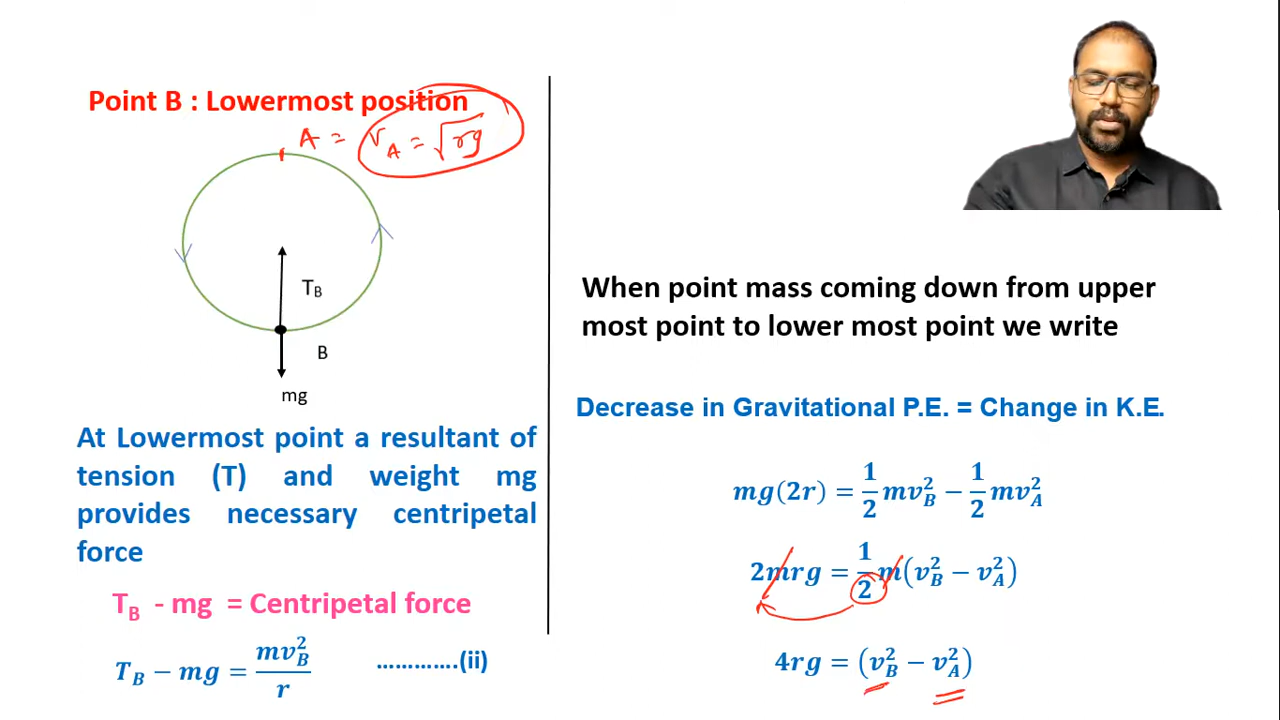 Point B : Lowermost position
A = v_A = √rg
T_B
B
mg
At Lowermost point a resultant of
tension (T) and weight mg
provides necessary centripetal
force
T_B - mg = Centripetal force
T_B − mg = mv_B²/r ………….(ii)
When point mass coming down from upper
most point to lower most point we write
Decrease in Gravitational P.E. = Change in K.E.
mg(2r) = 1/2 mv_B² − 1/2 mv_A²
2mrg = 1/2 m(v_B² − v_A²)
4rg = (v_B² − v_A²)